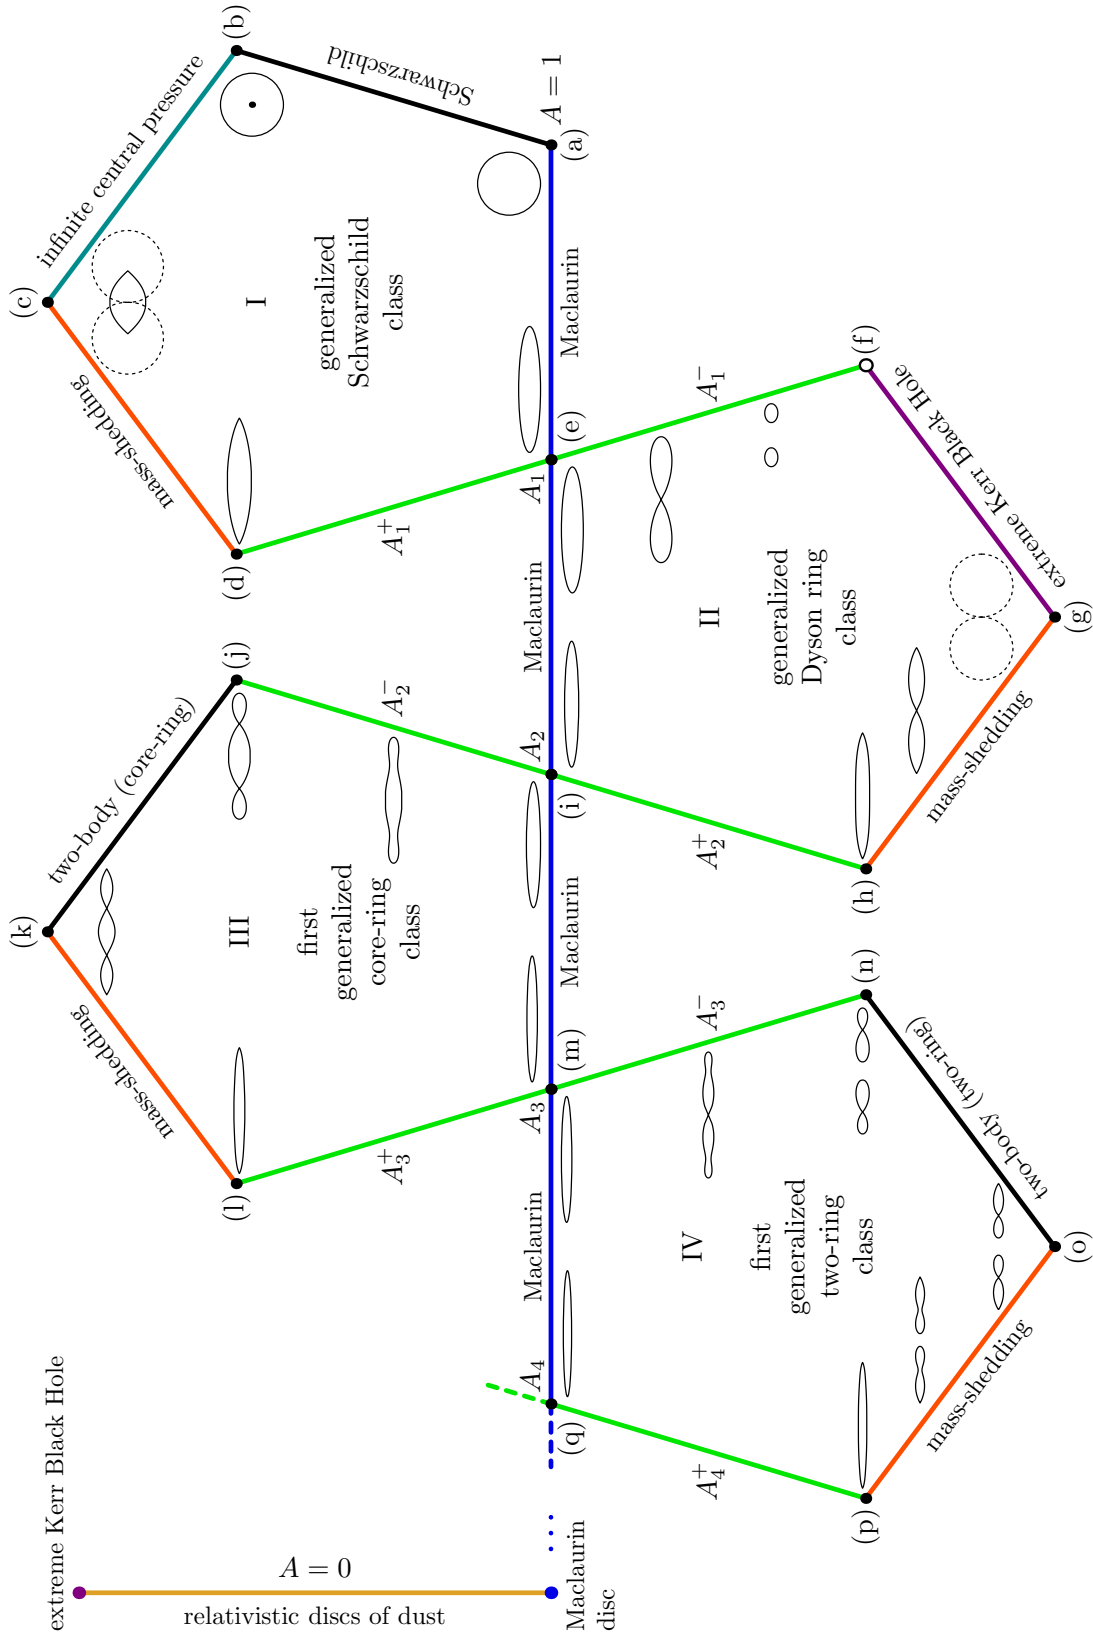 extreme Kerr Black Hole
A = 0
relativistic discs of dust
Maclaurin
disc
(l)
mass-shedding
(k)
two-body (core-ring)
(j)
III
first
generalized
core-ring
class
A₃⁺
A₂⁻
(d)
mass-shedding
(c)
infinite central pressure
(b)
Schwarzschild
I
generalized
Schwarzschild
class
A₁⁺
A = 1
(a)
(q)
A₄
Maclaurin
A₃
(m)
Maclaurin
(i)
A₂
Maclaurin
A₁
(e)
Maclaurin
A₄⁺
A₃⁻
IV
first
generalized
two-ring
class
(p)
mass-shedding
(o)
two-body (two-ring)
(n)
A₂⁺
A₁⁻
II
generalized
Dyson ring
class
(h)
mass-shedding
(g)
extreme Kerr Black Hole
(f)